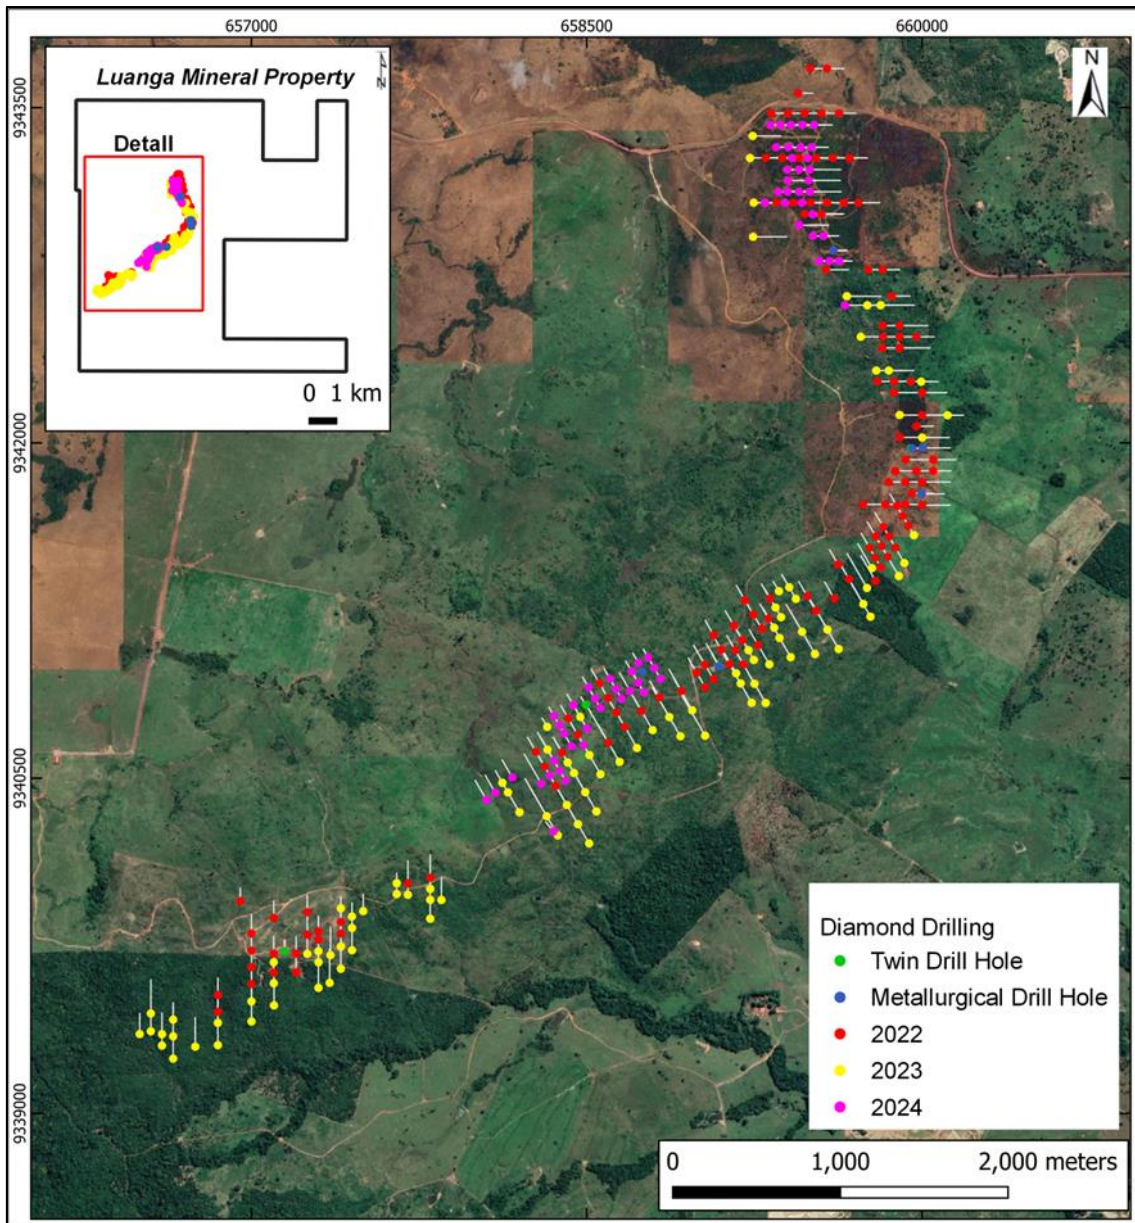 657000
658500
660000
9343500
9342000
9340500
9339000
Luanga Mineral Property
N
Detall
0 1 km
N
Diamond Drilling
Twin Drill Hole
Metallurgical Drill Hole
2022
2023
2024
0 1,000 2,000 meters